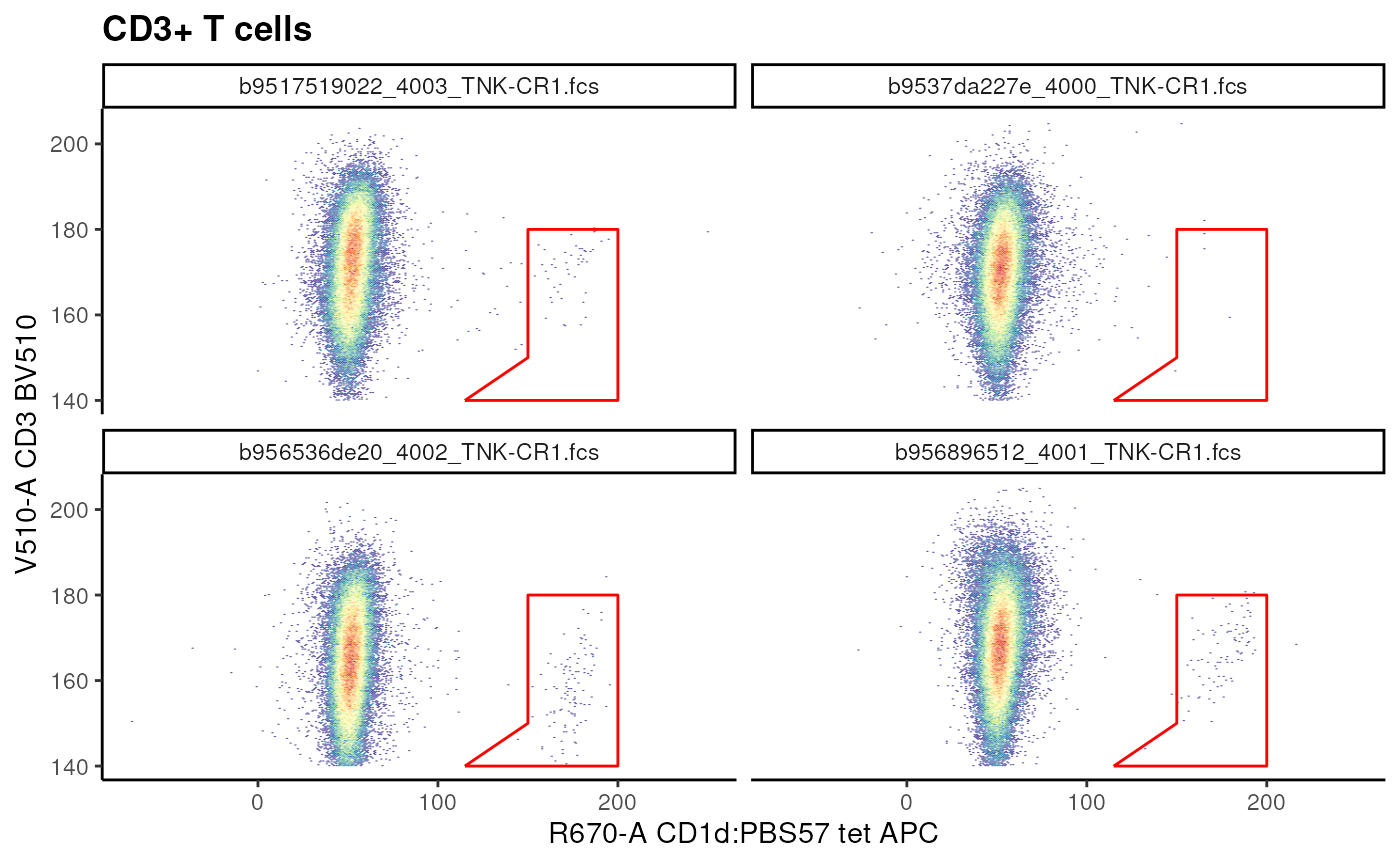 CD3+ T cells
b9517519022_4003_TNK-CR1.fcs
b9537da227e_4000_TNK-CR1.fcs
200
180
160
140
V510-A CD3 BV510
b956536de20_4002_TNK-CR1.fcs
b956896512_4001_TNK-CR1.fcs
200
180
160
140
0
100
200
0
100
200
R670-A CD1d:PBS57 tet APC